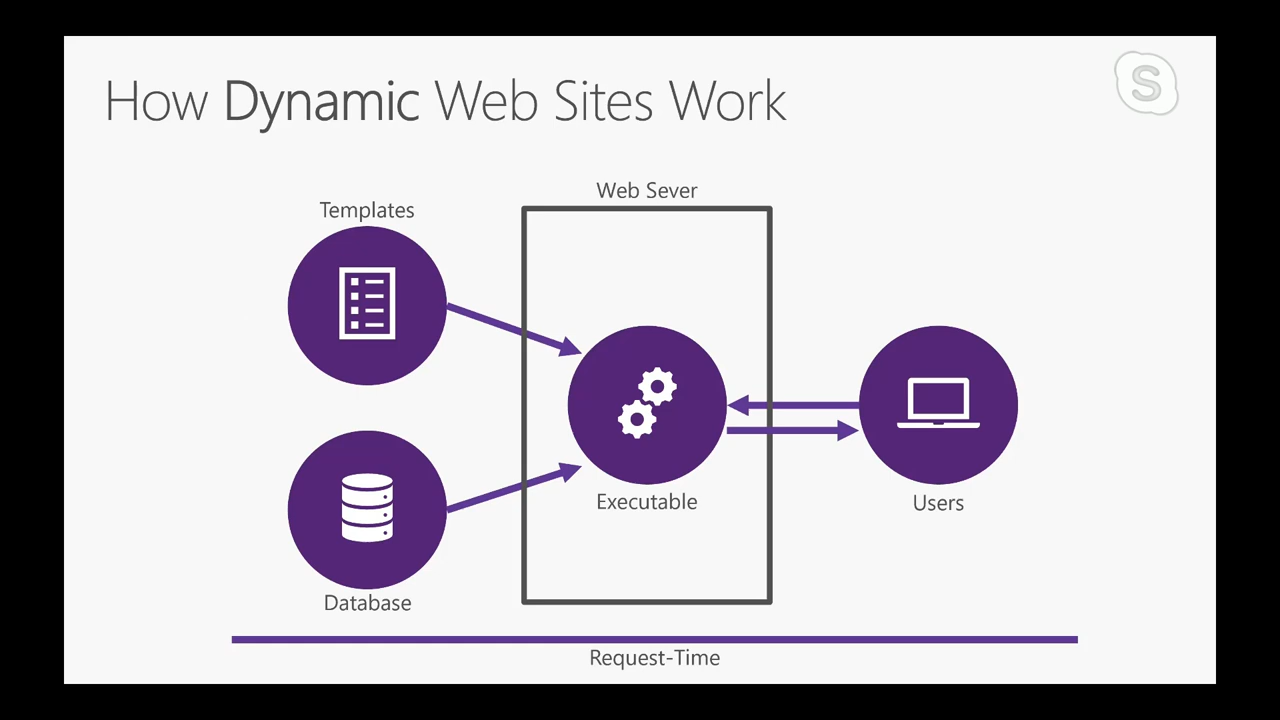 How Dynamic Web Sites Work
S
Web Sever
Templates
Executable
Users
Database
Request-Time